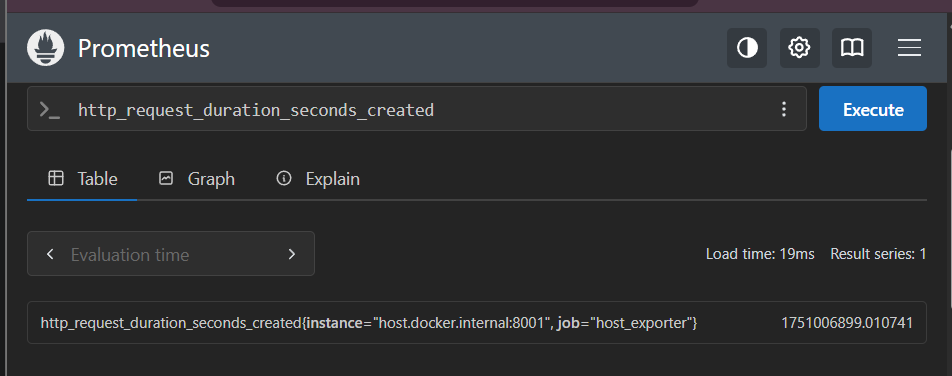 Prometheus
http_request_duration_seconds_created
Execute
Table Graph Explain
Evaluation time
Load time: 19ms Result series: 1
http_request_duration_seconds_created{instance="host.docker.internal:8001", job="host_exporter"} 1751006899.010741